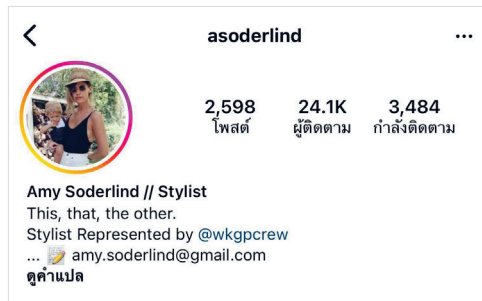 asoderlind
2,598 24.1K 3,484
โพสต์ ผู้ติดตาม กำลังติดตาม
Amy Soderlind // Stylist
This, that, the other.
Stylist Represented by @wkgpcrew
... 📝 amy.soderlind@gmail.com
ดูคำแปล